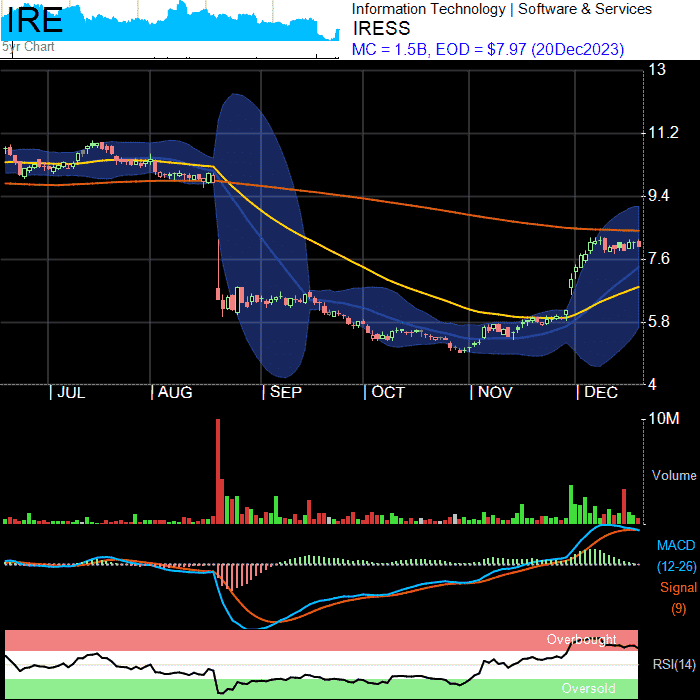 IRE
5yr Chart
Information Technology | Software & Services
IRESS
MC = 1.5B, EOD = $7.97 (20Dec2023)
13
11.2
9.4
7.6
5.8
4
| JUL | AUG | SEP | OCT | NOV | DEC
10M
Volume
MACD
(12-26)
Signal
(9)
Overbought
RSI(14)
Oversold